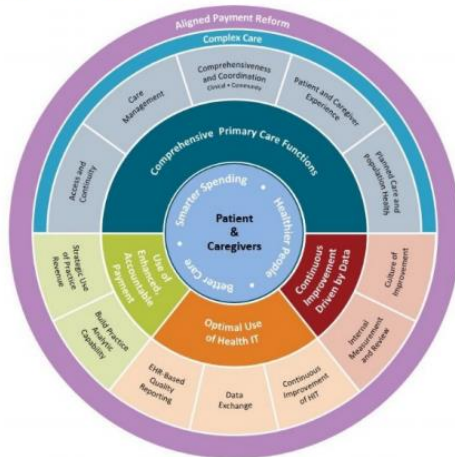 Aligned Payment Reform
Complex Care
Access and
Continuity
Care
Management
Comprehensiveness
and Coordination
Clinical + Community
Patient and Caregiver
Experience
Planned Care and
Population Health
Comprehensive Primary Care Functions
Smarter Spending • Healthier People • Better Care •
Patient
&
Caregivers
Use of
Enhanced,
Accountable
Payment
Strategic Use
of Practice
Revenue
Build Practice
Analytic
Capability
Optimal Use
of Health IT
EHR-Based
Quality
Reporting
Data
Exchange
Continuous
Improvement
of HIT
Continuous
Improvement
Driven by Data
Culture of
Improvement
Internal
Measurement
and Review